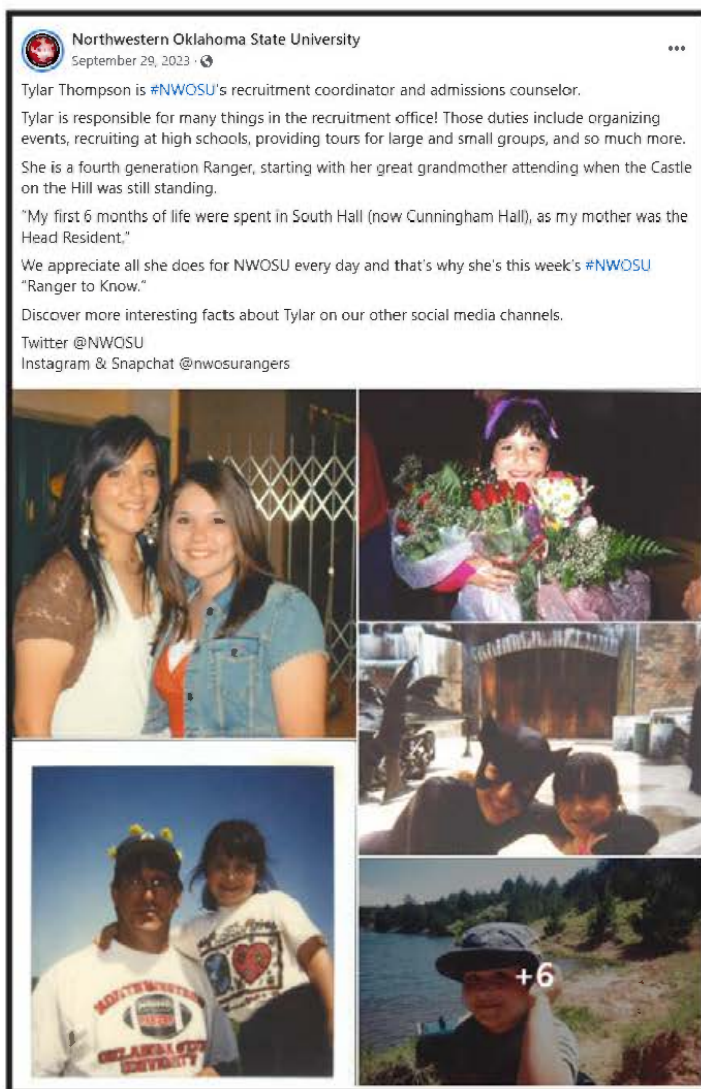 Northwestern Oklahoma State University
September 29, 2023 ·
Tylar Thompson is #NWOSU's recruitment coordinator and admissions counselor.
Tylar is responsible for many things in the recruitment office! Those duties include organizing
events, recruiting at high schools, providing tours for large and small groups, and so much more.
She is a fourth generation Ranger, starting with her great grandmother attending when the Castle
on the Hill was still standing.
"My first 6 months of life were spent in South Hall (now Cunningham Hall), as my mother was the
Head Resident,"
We appreciate all she does for NWOSU every day and that's why she's this week's #NWOSU
"Ranger to Know."
Discover more interesting facts about Tylar on our other social media channels.
Twitter @NWOSU
Instagram & Snapchat @nwosurangers
NORTHWESTERN
OKLAHOMA STATE
UNIVERSITY
+6